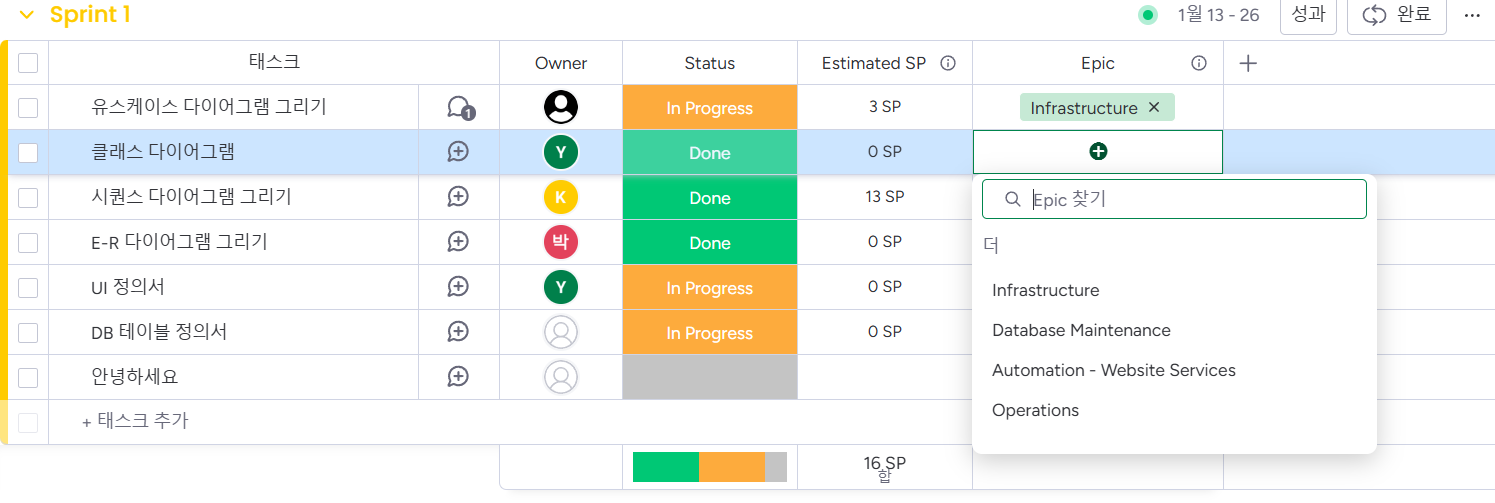 Sprint 1
1월 13 - 26 성과 완료
태스크 Owner Status Estimated SP Epic
유스케이스 다이어그램 그리기 1 In Progress 3 SP Infrastructure
클래스 다이어그램 Y Done 0 SP
시퀀스 다이어그램 그리기 K Done 13 SP
Epic 찾기
E-R 다이어그램 그리기 박 Done 0 SP
더
UI 정의서 Y In Progress 0 SP
Infrastructure
DB 테이블 정의서 In Progress 0 SP
Database Maintenance
안녕하세요
Automation - Website Services
+ 태스크 추가
Operations
16 SP
합